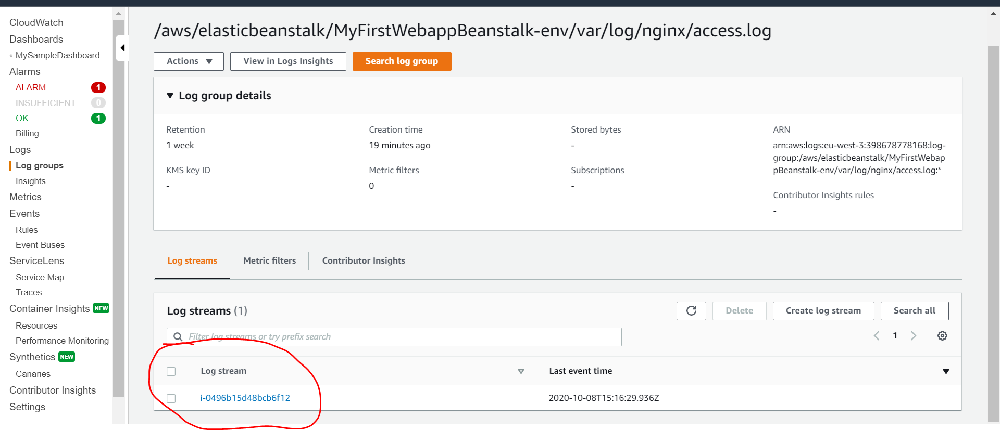 CloudWatch
Dashboards
* MySampleDashboard
Alarms
ALARM 1
INSUFFICIENT 0
OK 1
Billing
Logs
Log groups
Insights
Metrics
Events
Rules
Event Buses
ServiceLens
Service Map
Traces
Container Insights NEW
Resources
Performance Monitoring
Synthetics NEW
Canaries
Contributor Insights
Settings
/aws/elasticbeanstalk/MyFirstWebappBeanstalk-env/var/log/nginx/access.log
Actions View in Logs Insights Search log group
Log group details
Retention
1 week
KMS key ID
-
Creation time
19 minutes ago
Metric filters
0
Stored bytes
-
Subscriptions
-
ARN
arn:aws:logs:eu-west-3:398678778168:log-
group:/aws/elasticbeanstalk/MyFirstWebap
pBeanstalk-env/var/log/nginx/access.log:*
Contributor Insights rules
-
Log streams Metric filters Contributor Insights
Log streams (1) Delete Create log stream Search all
Filter log streams or try prefix search 1
Log stream Last event time
i-0496b15d48bcb6f12 2020-10-08T15:16:29.936Z